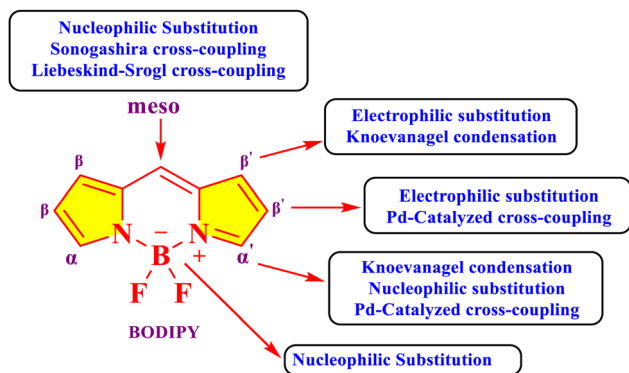 Nucleophilic Substitution
Sonogashira cross-coupling
Liebeskind-Srogl cross-coupling
meso
Electrophilic substitution
Knoevanagel condensation
β
β'
β
β'
Electrophilic substitution
Pd-Catalyzed cross-coupling
N
−
N
+
α
B
α'
Knoevanagel condensation
Nucleophilic substitution
Pd-Catalyzed cross-coupling
F F
BODIPY
Nucleophilic Substitution